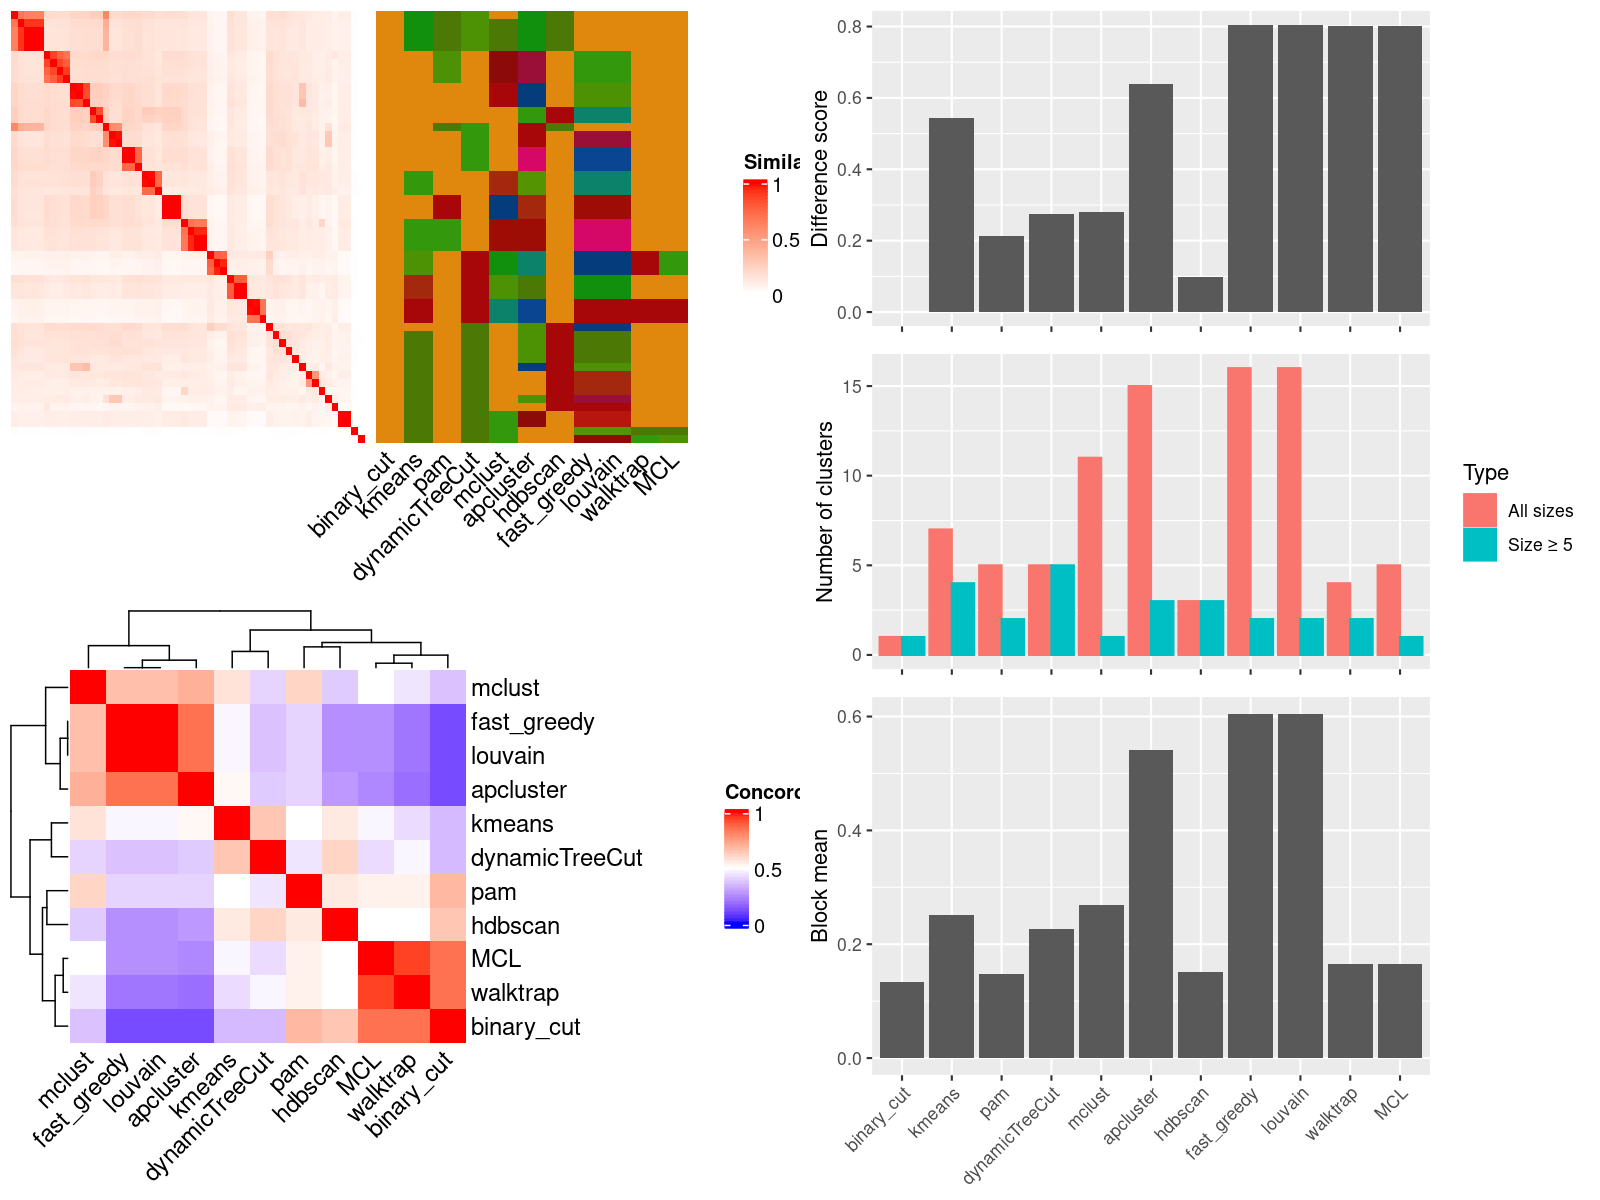 Simila
1
0.5
0
binary_cut
kmeans
pam
dynamicTreeCut
mclust
apcluster
hdbscan
fast_greedy
louvain
walktrap
MCL
mclust
fast_greedy
louvain
apcluster
kmeans
dynamicTreeCut
pam
hdbscan
MCL
walktrap
binary_cut
Concord
1
0.5
0
mclust
fast_greedy
louvain
apcluster
kmeans
dynamicTreeCut
pam
hdbscan
MCL
walktrap
binary_cut
Difference score
0.8
0.6
0.4
0.2
0.0
Number of clusters
15
10
5
0
Type
All sizes
Size ≥ 5
Block mean
0.6
0.4
0.2
0.0
binary_cut
kmeans
pam
dynamicTreeCut
mclust
apcluster
hdbscan
fast_greedy
louvain
walktrap
MCL